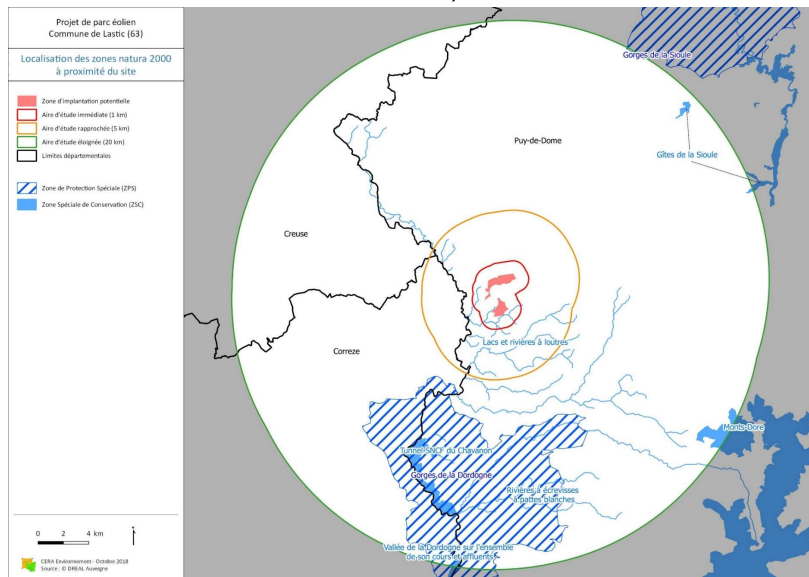 Projet de parc éolien
Commune de Lastic (63)
Localisation des zones natura 2000
à proximité du site
Zone d'implantation potentielle
Aire d'étude immédiate (1 km)
Aire d'étude rapprochée (5 km)
Aire d'étude éloignée (20 km)
Limites départementales
Zone de Protection Spéciale (ZPS)
Zone Spéciale de Conservation (ZSC)
0 2 4 km
CERA Environnement - Octobre 2018
Source : © DREAL Auvergne
Gorges de la Sioule
Puy-de-Dome
Gîtes de la Sioule
Creuse
Correze
Lacs et rivières à loutres
Monts-Dore
Tunnel SNCF du Chavanon
Gorges de la Dordogne
Rivières à écrevisses
à pattes blanches
Vallée de la Dordogne sur l'ensemble
de son cours et affluents